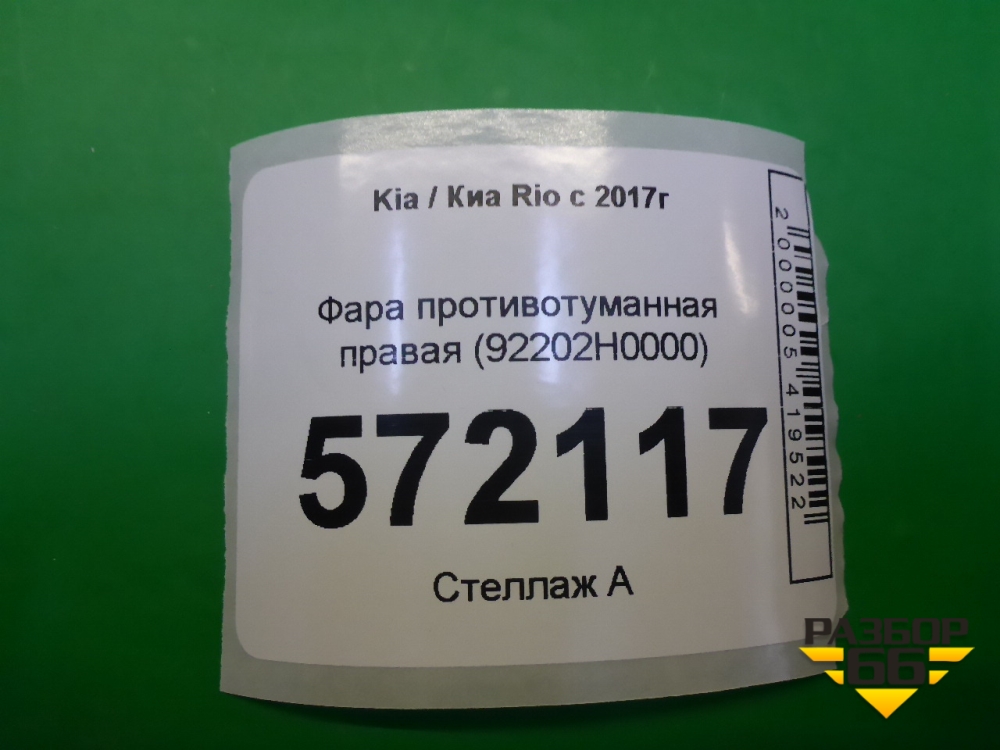 Kia / Киа Rio с 2017г
Фара противотуманная
правая (92202H0000)
572117
Стеллаж А
2000005419522
РАЗБОР
66